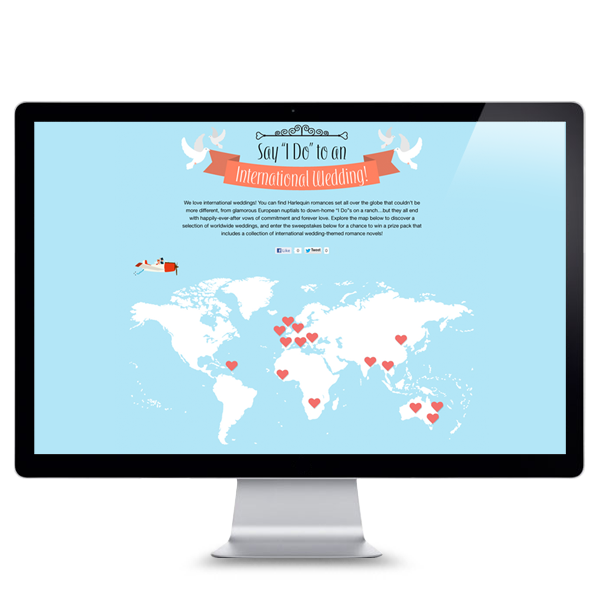 Say "I Do" to an
International Wedding!
We love international weddings! You can find Harlequin romances set all over the globe that couldn't be
more different, from glamorous European nuptials to down-home "I Do"s on a ranch…but they all end
with happily-ever-after vows of commitment and forever love. Explore the map below to discover a
selection of worldwide weddings, and enter the sweepstakes below for a chance to win a prize pack that
includes a collection of international wedding-themed romance novels!
Like 0 Tweet 0